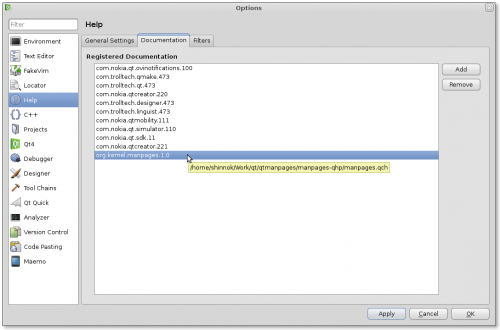 Options
Filter
Help
Environment
Text Editor
FakeVim
Locator
Help
C++
Projects
Qt4
Debugger
Designer
Tool Chains
Qt Quick
Analyzer
Version Control
Code Pasting
Maemo
General Settings
Documentation
Filters
Registered Documentation
com.nokia.qt.ovinotifications.100
com.trolltech.qmake.473
com.trolltech.qt.473
com.nokia.qtcreator.220
com.trolltech.designer.473
com.trolltech.linguist.473
com.nokia.qtmobility.111
com.nokia.qt.simulator.110
com.nokia.qt.sdk.11
com.nokia.qtcreator.221
org.kernel.manpages.1.0
/home/shinnok/Work/qt/qtmanpages/manpages-qhp/manpages.qch
Add
Remove
Apply
Cancel
OK